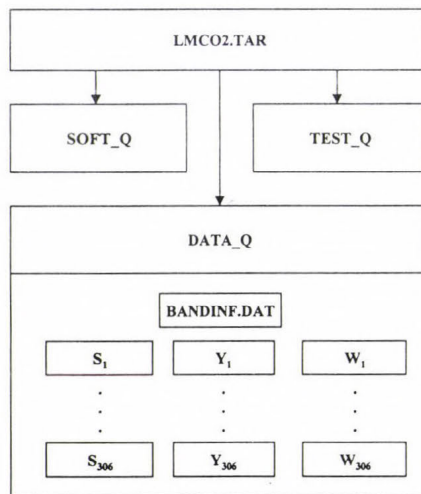 LMCO2.TAR
SOFT_Q TEST_Q
DATA_Q
BANDINF.DAT
S₁ Y₁ W₁
. . .
. . .
. . .
S₃₀₆ Y₃₀₆ W₃₀₆